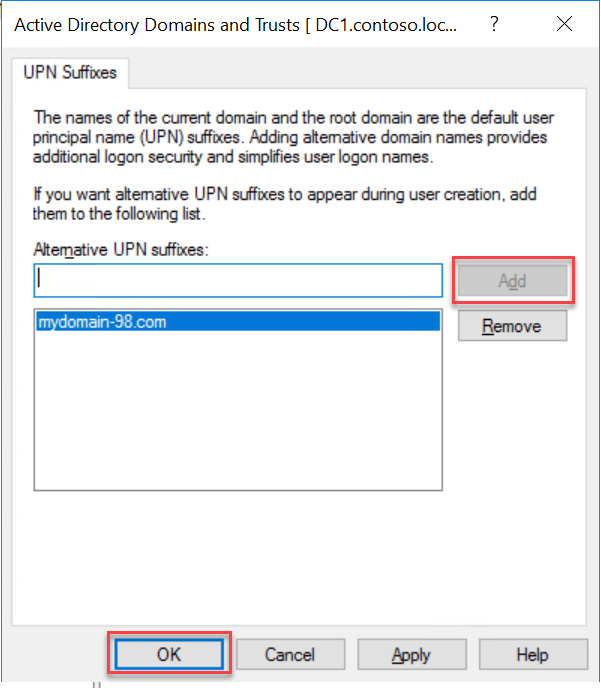 Active Directory Domains and Trusts [ DC1.contoso.loc... ?
UPN Suffixes
The names of the current domain and the root domain are the default user
principal name (UPN) suffixes. Adding alternative domain names provides
additional logon security and simplifies user logon names.
If you want alternative UPN suffixes to appear during user creation, add
them to the following list.
Alternative UPN suffixes:
Add
mydomain-98.com
Remove
OK Cancel Apply Help